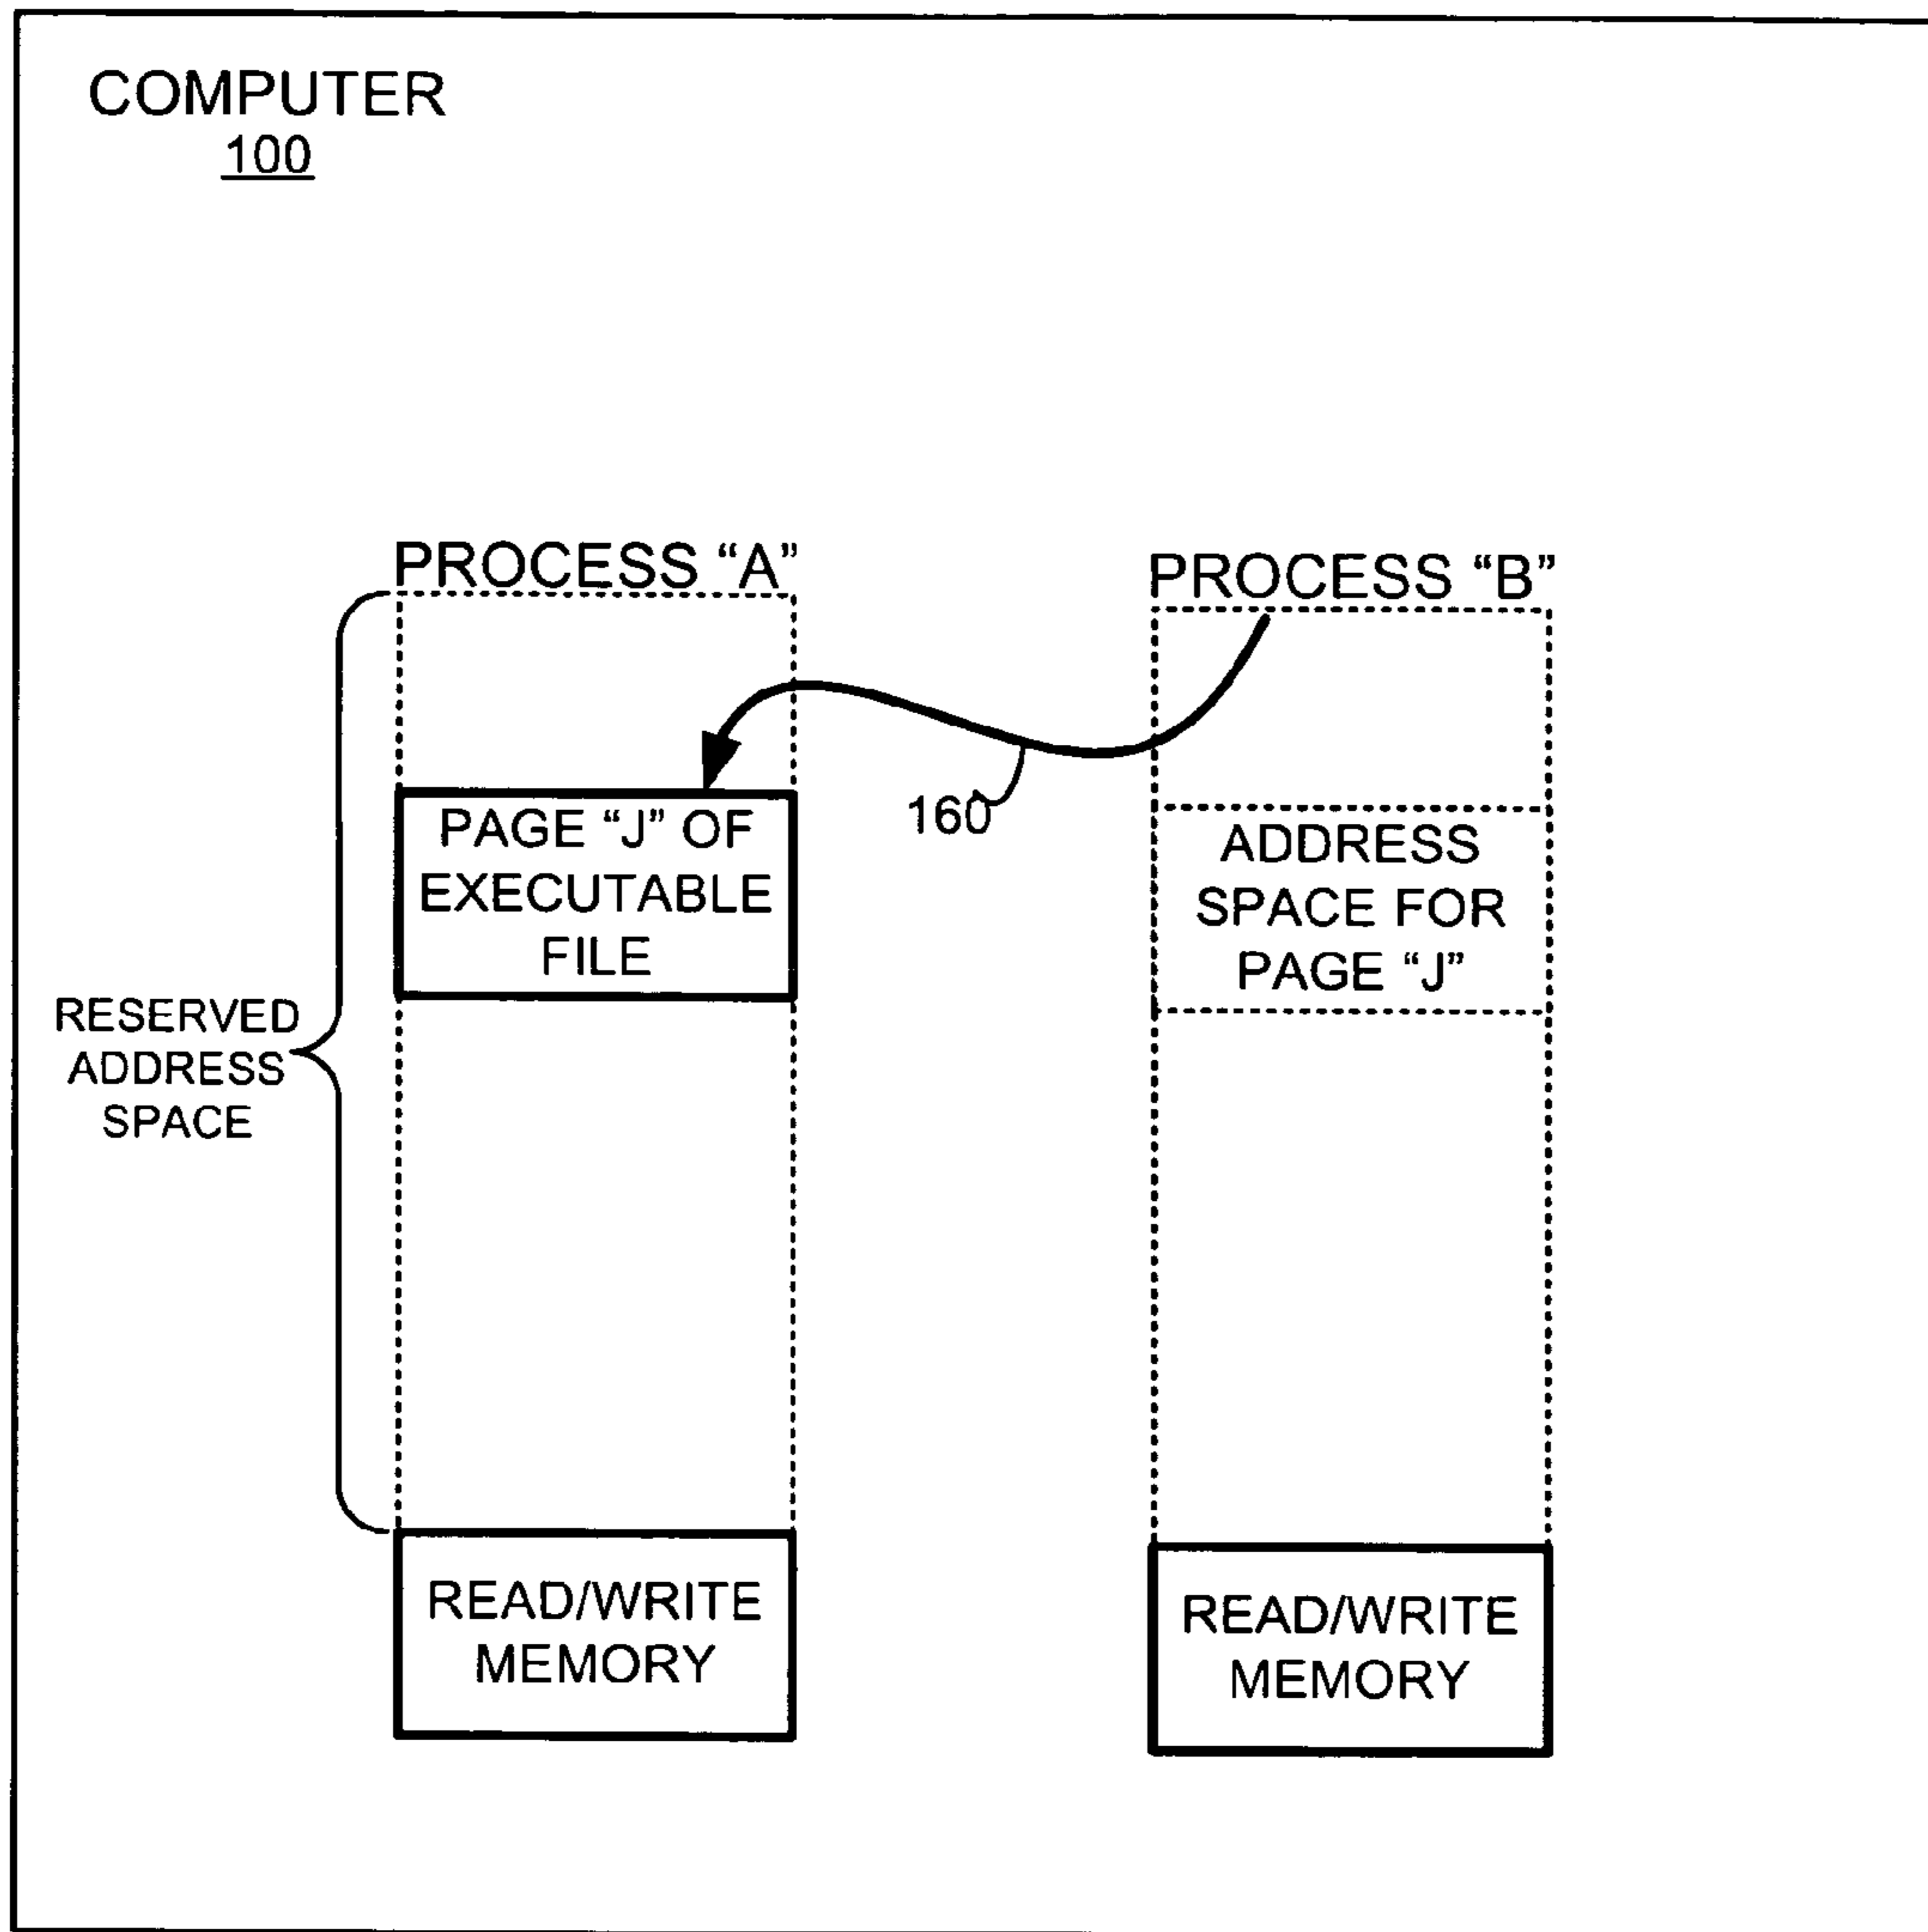 COMPUTER
100
PROCESS “A”
PROCESS “B”
PAGE “J” OF
EXECUTABLE
FILE
160
ADDRESS
SPACE FOR
PAGE “J”
RESERVED
ADDRESS
SPACE
READ/WRITE
MEMORY
READ/WRITE
MEMORY